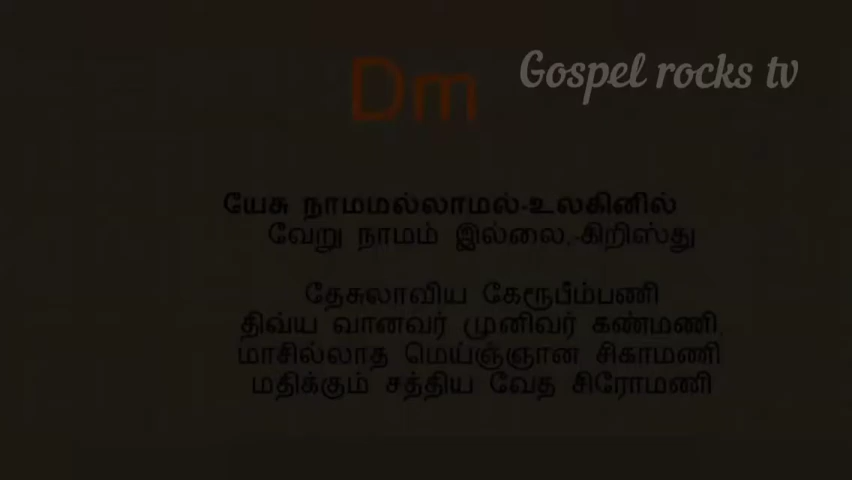 Gospel rocks tv
Dm
யேசு நாமமல்லாமல்-உலகினில்
வேறு நாமம் இல்லை,-கிறிஸ்து
தேசுலாவிய கேரூபீம்பணி
திவ்ய வானவர் முனிவர் கண்மணி
மாசில்லாத மெய்ஞ்ஞான சிகாமணி
மதிக்கும் சத்திய வேத சிரோமணி